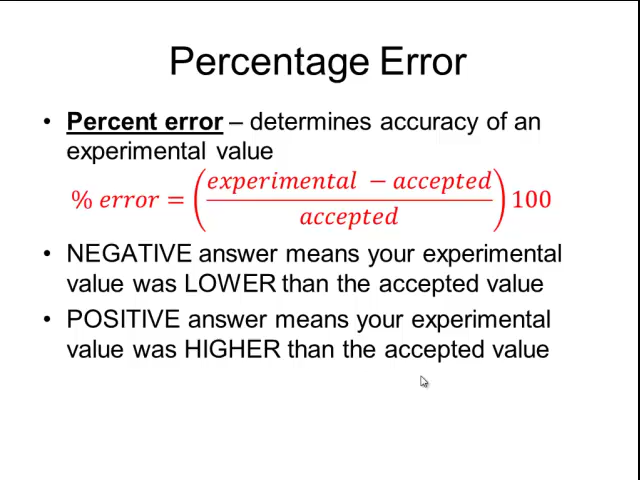 Percentage Error
• Percent error – determines accuracy of an
experimental value
% error = (experimental − accepted / accepted) 100
• NEGATIVE answer means your experimental
value was LOWER than the accepted value
• POSITIVE answer means your experimental
value was HIGHER than the accepted value